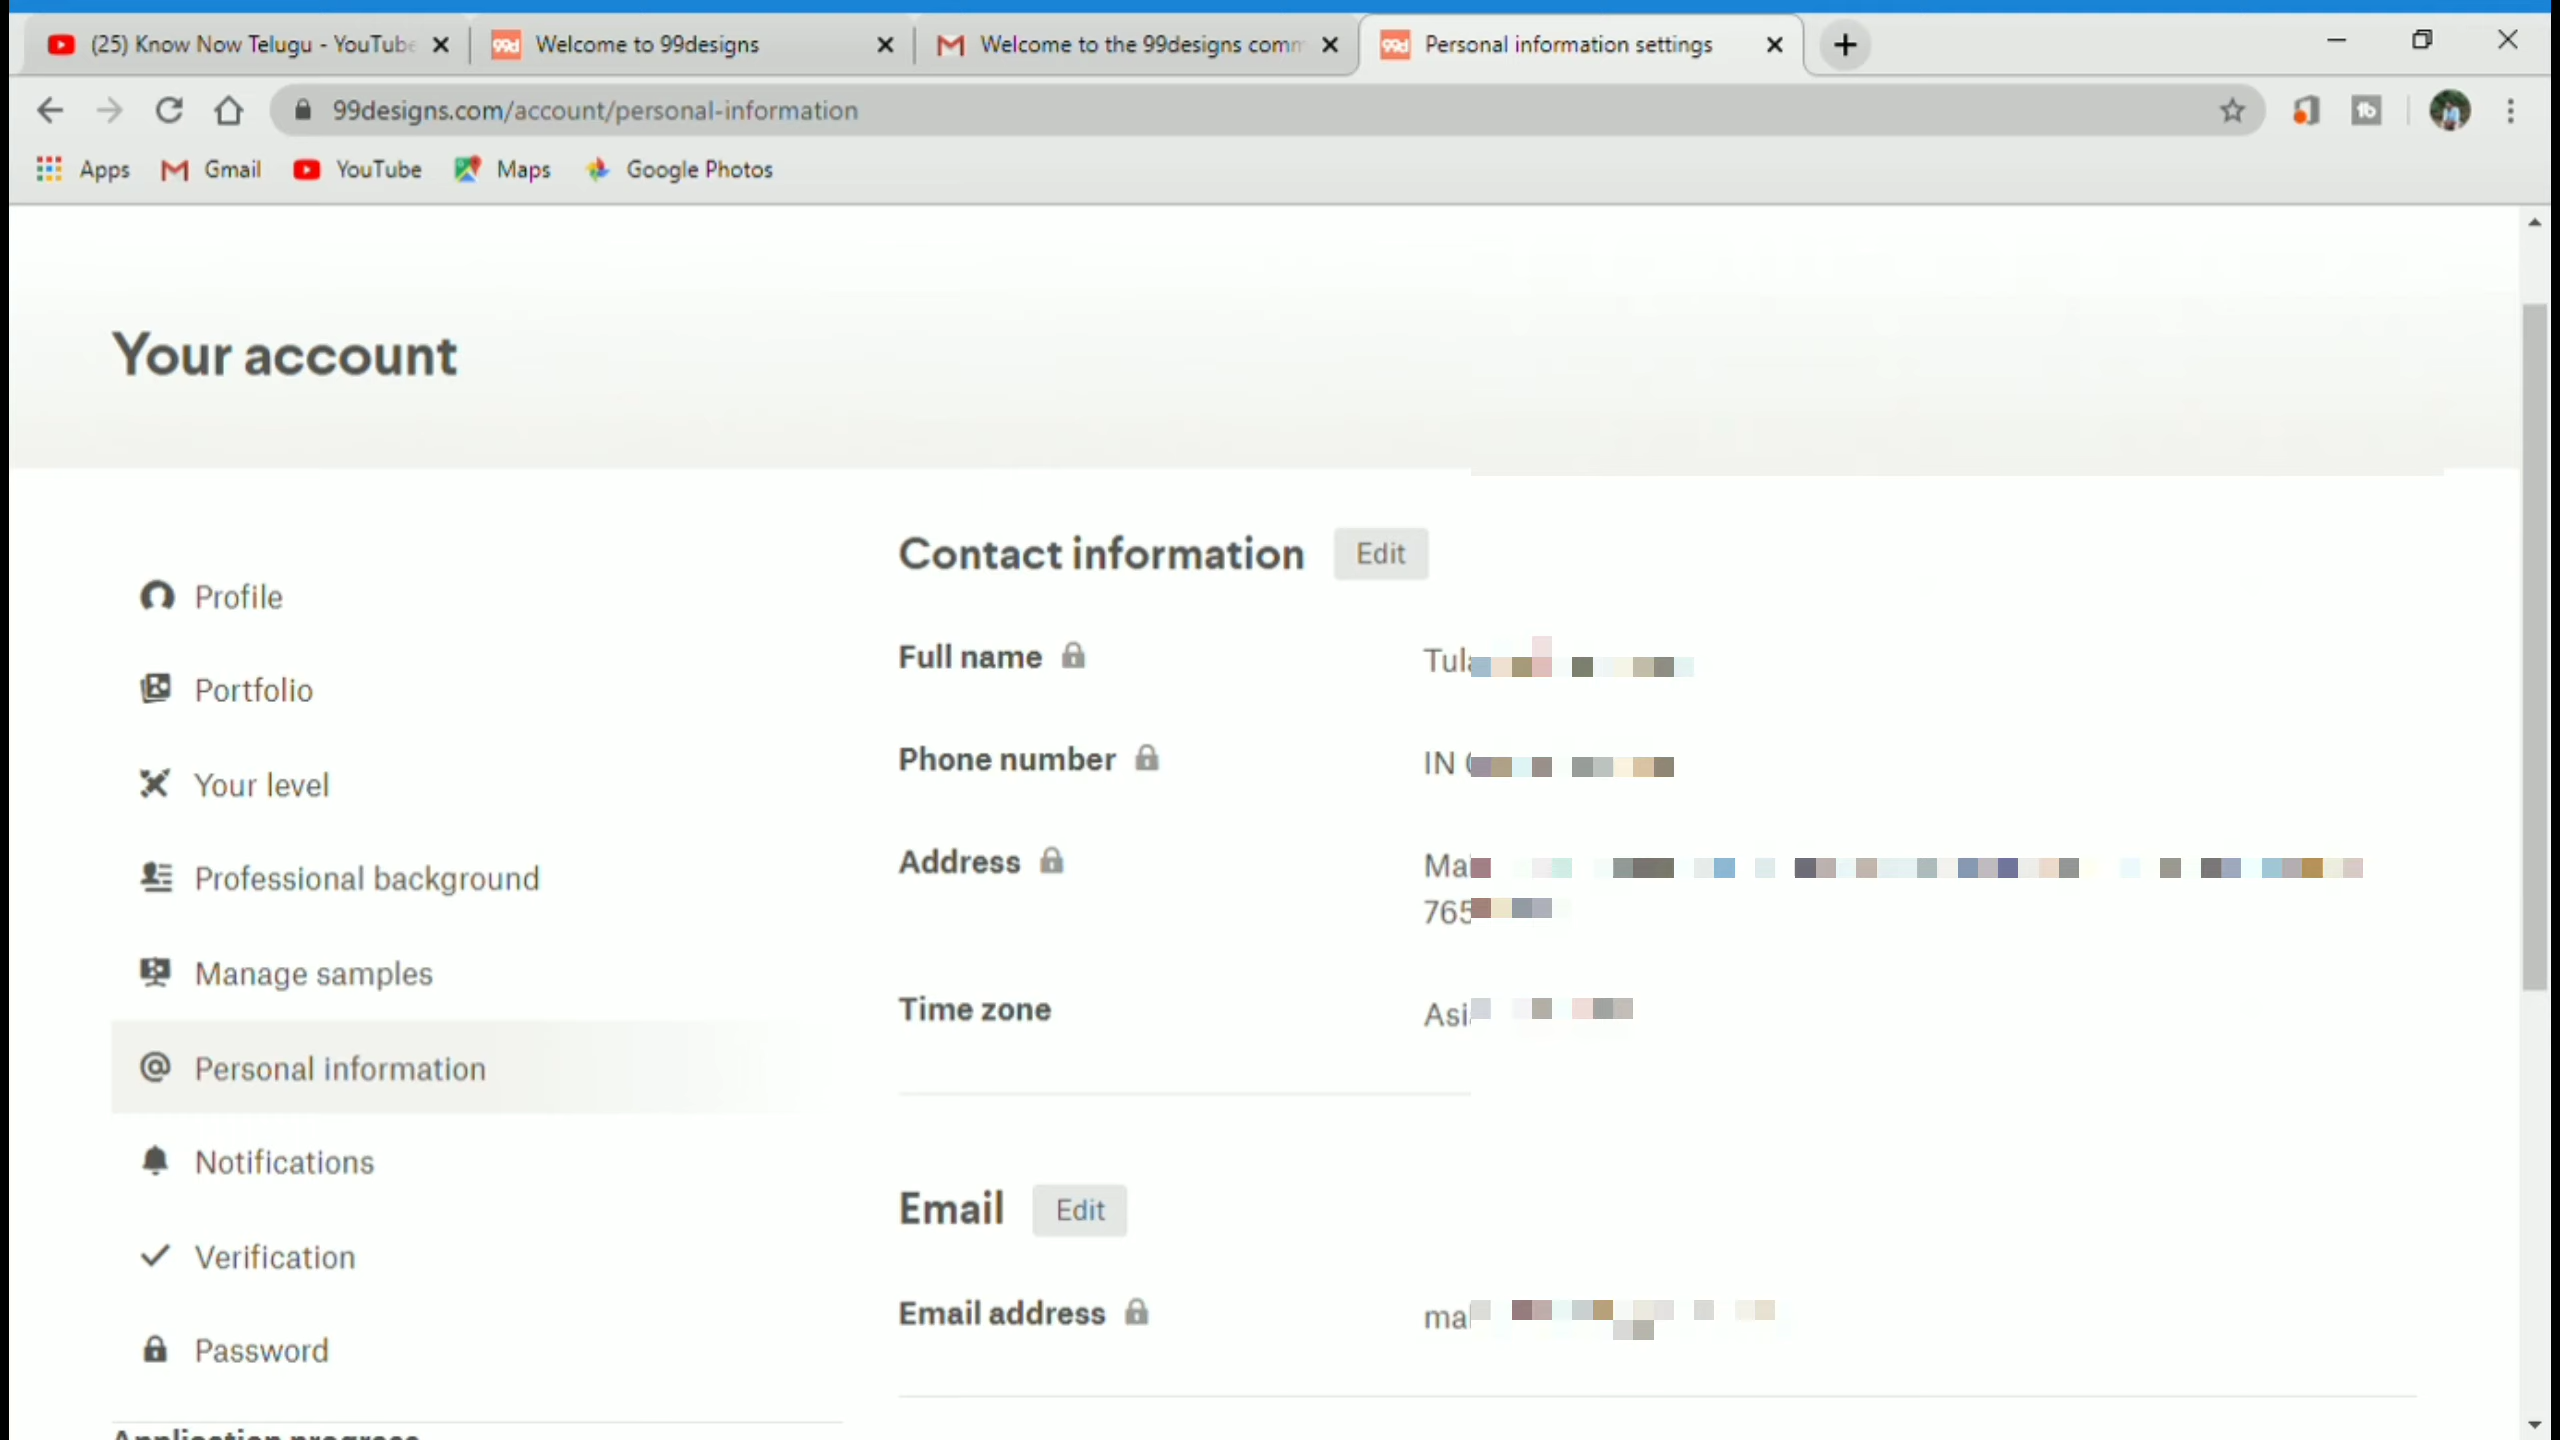 (25) Know Now Telugu - YouTube
Welcome to 99designs
Welcome to the 99designs comm
Personal information settings
99designs.com/account/personal-information
Apps
Gmail
YouTube
Maps
Google Photos
Your account
Profile
Portfolio
Your level
Professional background
Manage samples
Personal information
Notifications
Verification
Password
Application progress
Contact information Edit
Full name Tul
Phone number IN
Address Ma
765
Time zone Asi
Email Edit
Email address ma